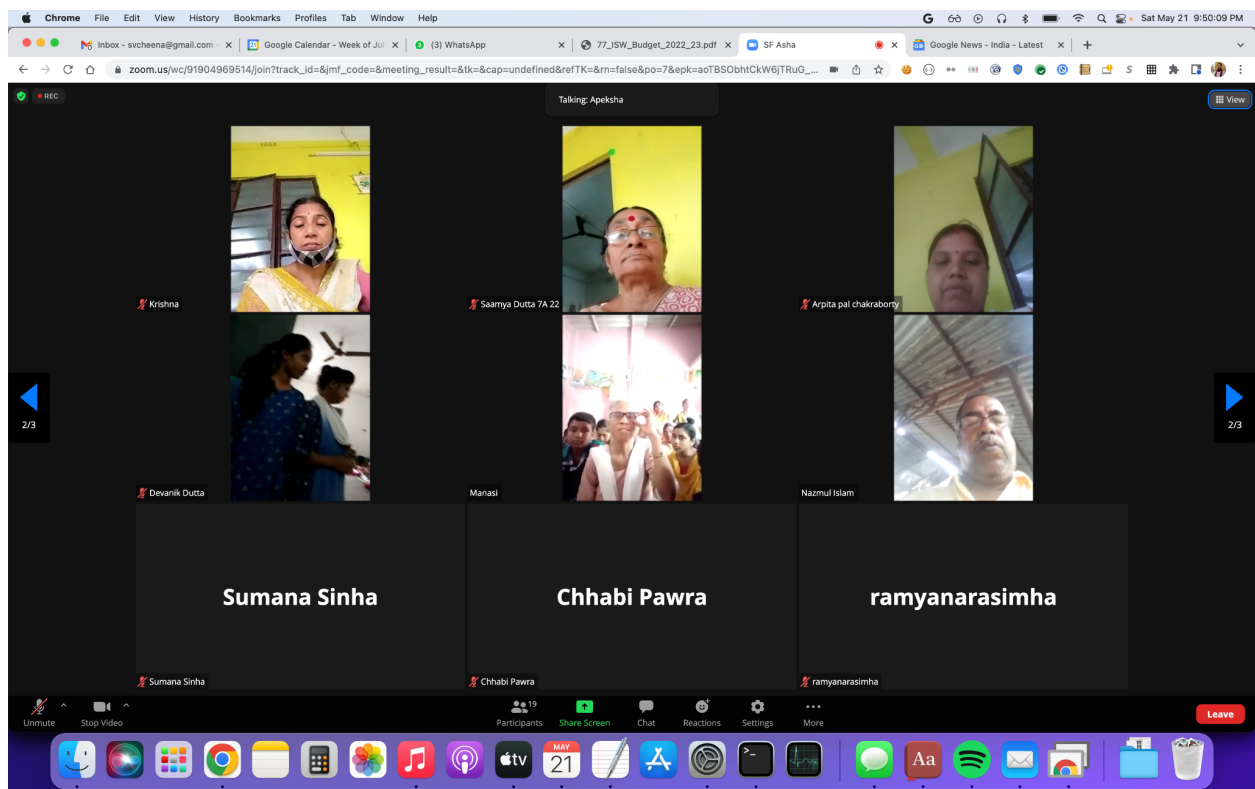 Chrome File Edit View History Bookmarks Profiles Tab Window Help
Sat May 21 9:50:09 PM
Inbox - svcheena@gmail.com -
Google Calendar - Week of Jul
(3) WhatsApp
77_ISW_Budget_2022_23.pdf
SF Asha
Google News - India - Latest
zoom.us/wc/91904969514/join?track_id=&jmf_code=&meeting_result=&tk=&cap=undefined&refTK=&rn=false&po=7&epk=aoTBSObhtCkW6jTRuG_...
REC
Talking: Apeksha
View
Krishna
Saamya Dutta 7A 22
Arpita pal chakraborty
2/3
2/3
Devanik Dutta
Manasi
Nazmul Islam
Sumana Sinha
Chhabi Pawra
ramyanarasimha
Sumana Sinha
Chhabi Pawra
ramyanarasimha
Unmute
Stop Video
19
Participants
Share Screen
Chat
Reactions
Settings
More
Leave
tv
MAY
21
Aa